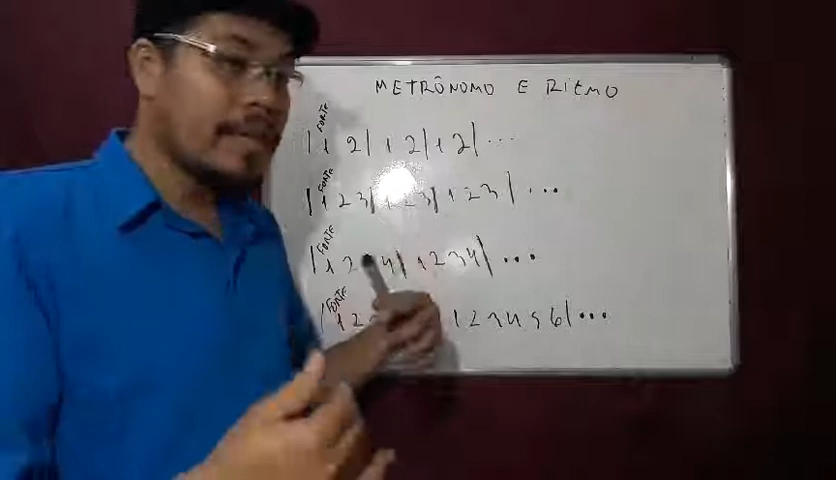 METRÔNOMO E RITMO
FORTE
| 1 2 | 1 2 | 1 2 | ...
FORTE
| 1 2 3 | 1 2 3 | 1 2 3 | ...
FORTE
| 1 2 4 | 1 2 3 4 | ...
FORTE
| 1 2 1 2 3 4 5 6 | ...